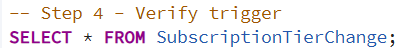 -- Step 4 - Verify trigger
SELECT * FROM SubscriptionTierChange;